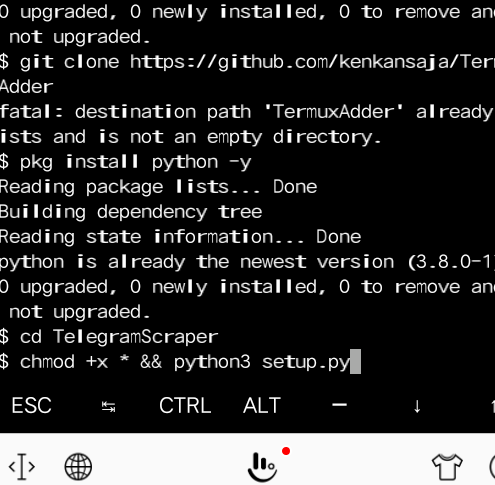 0 upgraded, 0 newly installed, 0 to remove an
not upgraded.
$ git clone https://github.com/kenkansaja/Ter
Adder
fatal: destination path 'TermuxAdder' already
ists and is not an empty directory.
$ pkg install python -y
Reading package lists... Done
Building dependency tree
Reading state information... Done
python is already the newest version (3.8.0-1
0 upgraded, 0 newly installed, 0 to remove an
not upgraded.
$ cd TelegramScraper
$ chmod +x * && python3 setup.py
ESC ↹ CTRL ALT — ↓